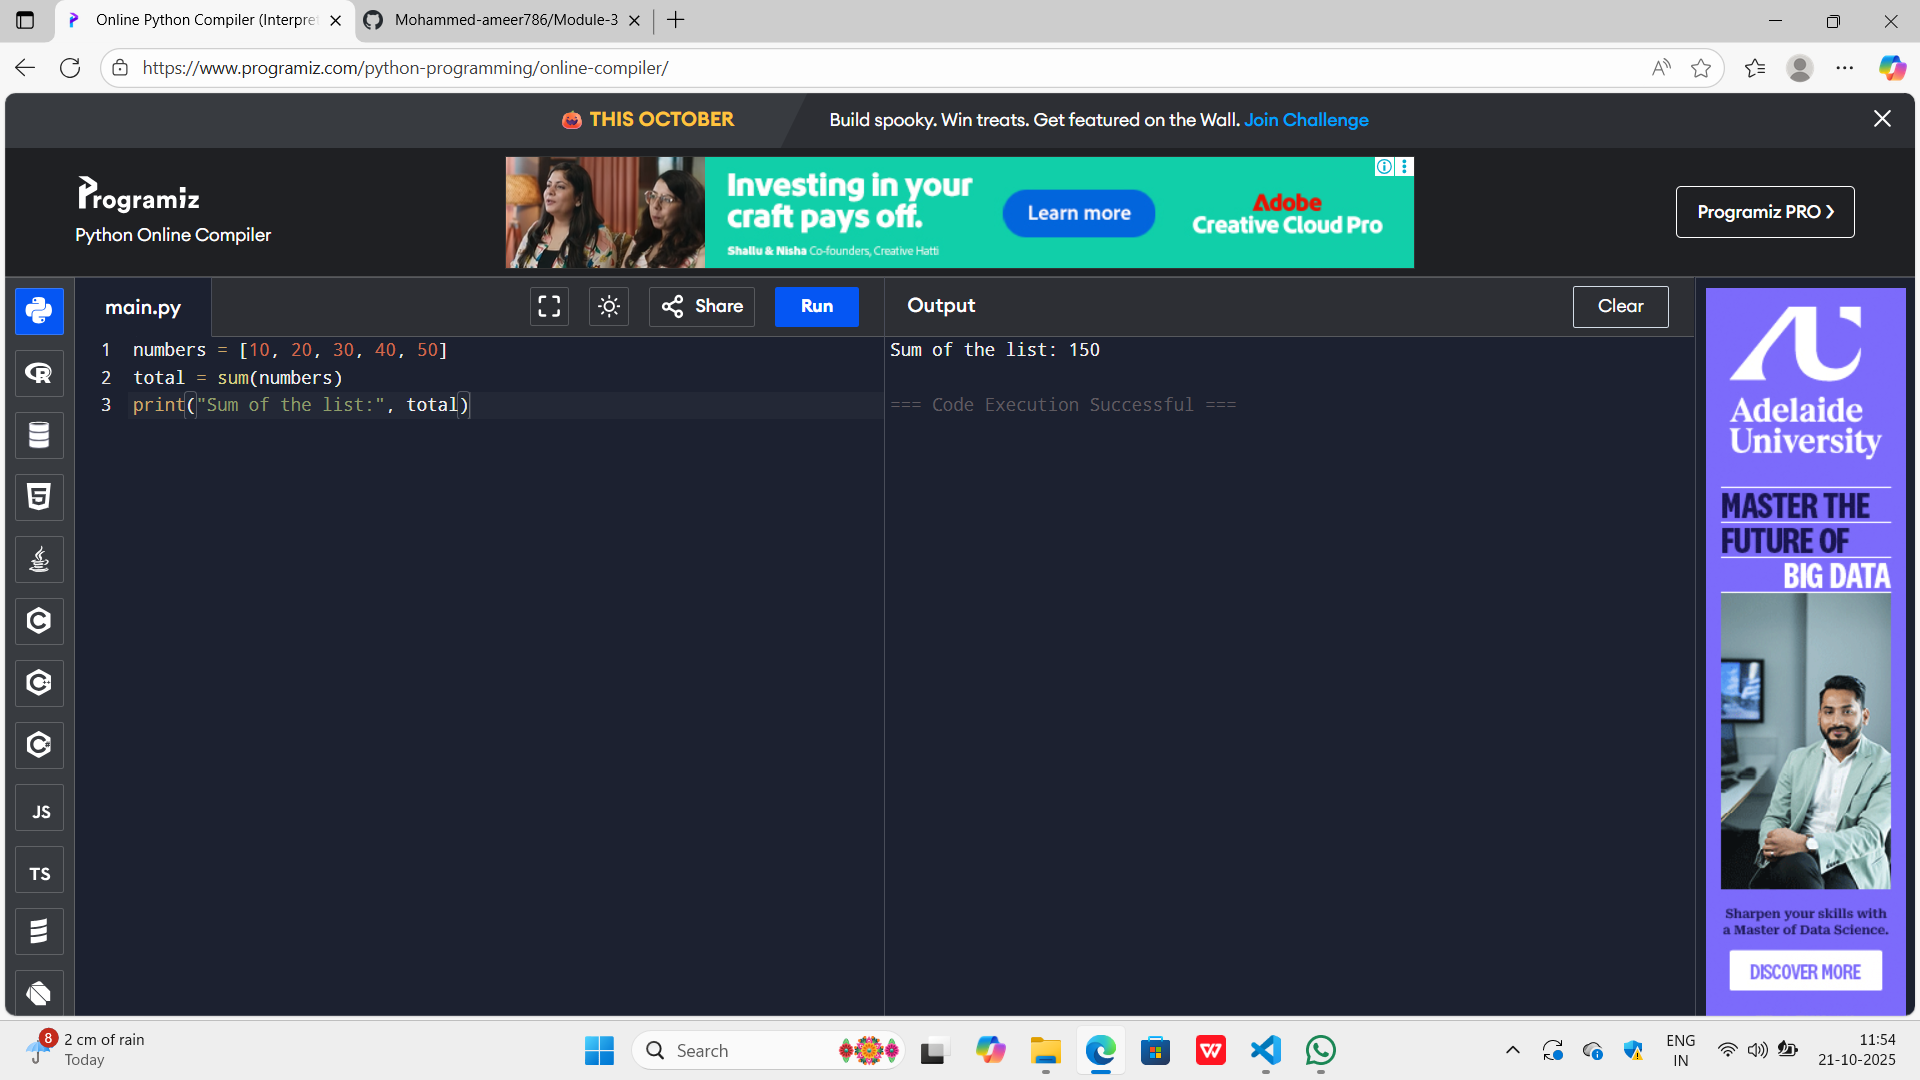 Online Python Compiler (Interpre
Mohammed-ameer786/Module-3
https://www.programiz.com/python-programming/online-compiler/
THIS OCTOBER
Build spooky. Win treats. Get featured on the Wall. Join Challenge
Programiz
Python Online Compiler
Investing in your
craft pays off.
Shallu & Nisha Co-founders, Creative Hatti
Learn more
Adobe
Creative Cloud Pro
Programiz PRO >
main.py
Share
Run
Output
Clear
1 numbers = [10, 20, 30, 40, 50]
2 total = sum(numbers)
3 print("Sum of the list:", total)
Sum of the list: 150
=== Code Execution Successful ===
JS
TS
Adelaide
University
MASTER THE
FUTURE OF
BIG DATA
Sharpen your skills with
a Master of Data Science.
DISCOVER MORE
8
2 cm of rain
Today
Search
ENG
IN
11:54
21-10-2025